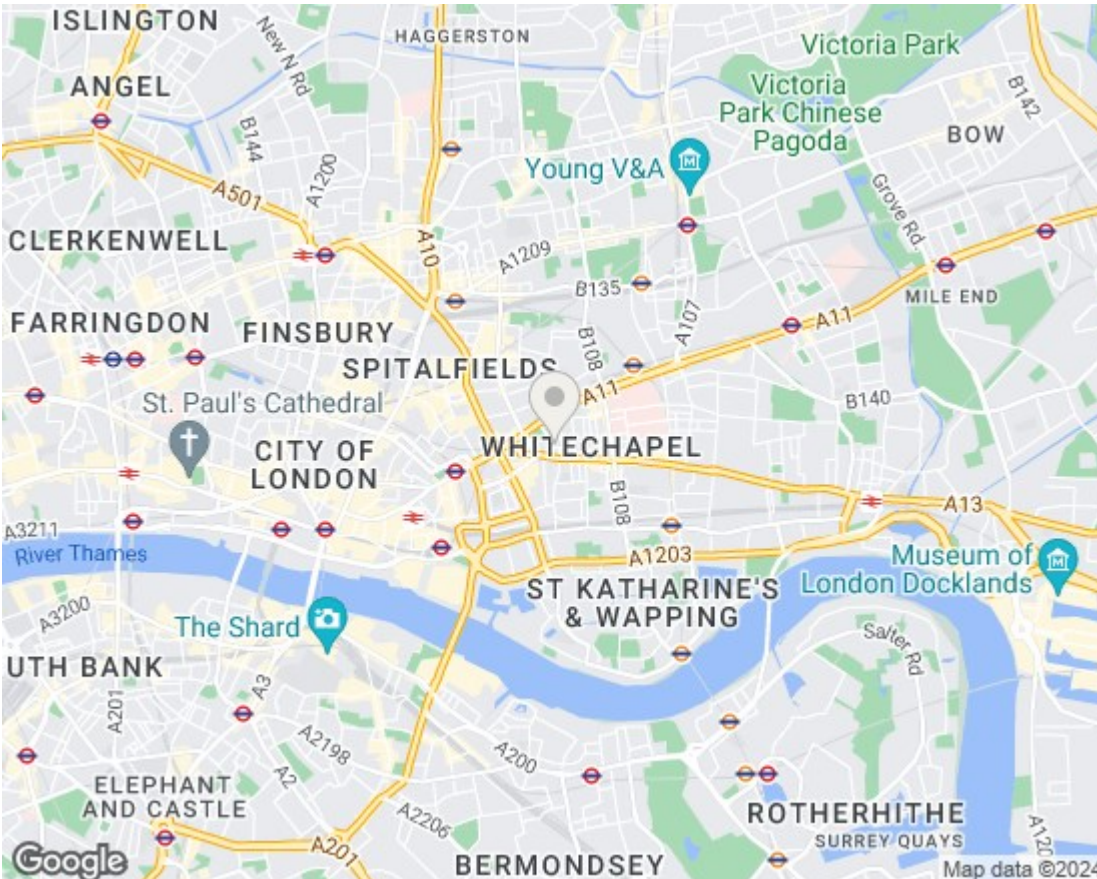 ISLINGTON
New N Rd
HAGGERSTON
Victoria Park
ANGEL
Victoria
Park Chinese
Pagoda
B142
BOW
B144
A1200
Young V&A
A501
Grove Rd
CLERKENWELL
A10
A1209
B135
MILE END
FARRINGDON
FINSBURY
A107
A11
B108
SPITALFIELDS
A11
St. Paul's Cathedral
B140
CITY OF
LONDON
WHITECHAPEL
B108
A13
A3211
River Thames
A1203
Museum of
London Docklands
ST KATHARINE'S
& WAPPING
A3200
The Shard
Salter Rd
UTH BANK
A201
A3
A2198
A200
A2
ELEPHANT
AND CASTLE
A2206
ROTHERHITHE
SURREY QUAYS
A120
A201
BERMONDSEY
Google
Map data ©2024